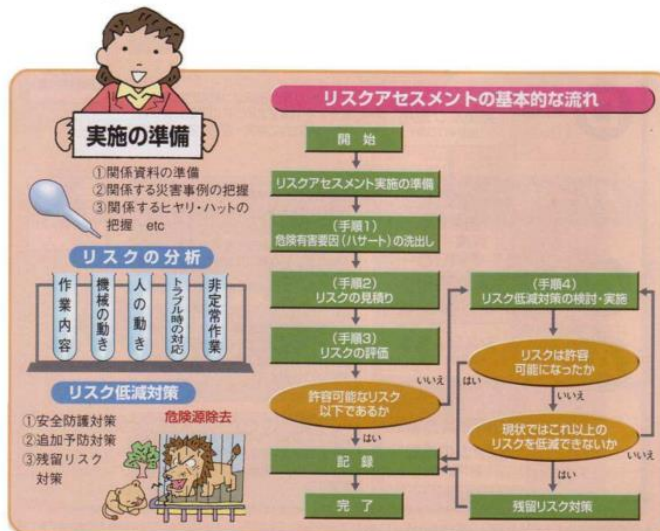 実施の準備
①関係資料の準備
②関係する災害事例の把握
③関係するヒヤリ・ハットの
把握 etc
リスクの分析
作業内容
機械の動き
人の動き
トラブル時の対応
非定常作業
リスク低減対策
①安全防護対策
②追加予防対策
③残留リスク
対策
危険源除去
リスクアセスメントの基本的な流れ
開始
リスクアセスメント実施の準備
(手順1)
危険有害要因(ハザート)の洗出し
(手順2)
リスクの見積り
(手順3)
リスクの評価
許容可能なリスク
以下であるか
いいえ
はい
記録
完了
(手順4)
リスク低減対策の検討・実施
リスクは許容
可能になったか
はい
いいえ
現状ではこれ以上の
リスクを低減できないか
いいえ
はい
残留リスク対策